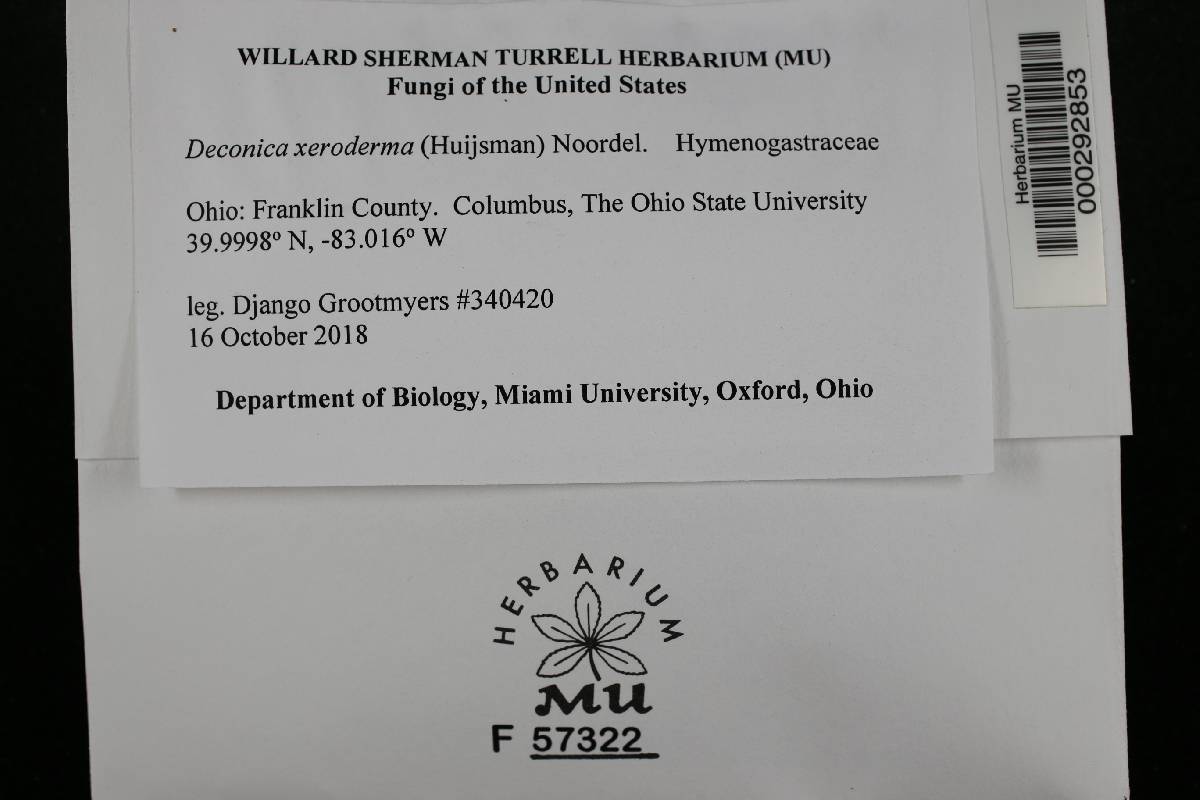 WILLARD SHERMAN TURRELL HERBARIUM (MU)
Fungi of the United States
Deconica xeroderma (Huijsman) Noordel. Hymenogastraceae
Ohio: Franklin County. Columbus, The Ohio State University
39.9998º N, -83.016º W
leg. Django Grootmyers #340420
16 October 2018
Department of Biology, Miami University, Oxford, Ohio
Herbarium MU
000292853
HERBARIUM
MU
F 57322